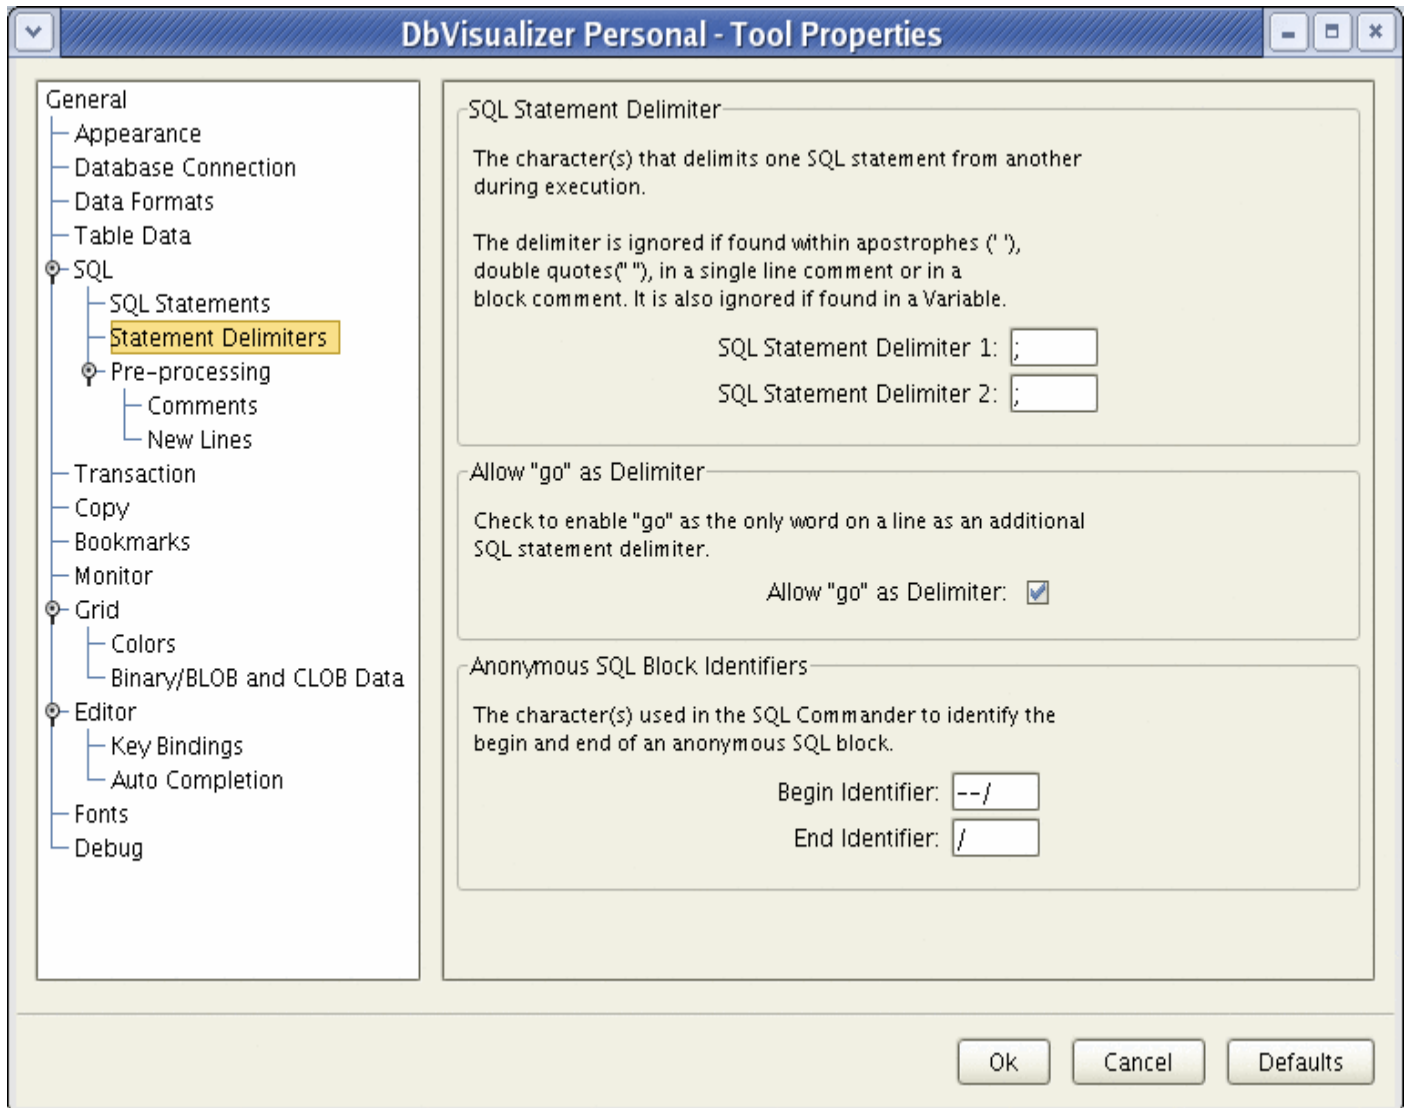 DbVisualizer Personal - Tool Properties
General
Appearance
Database Connection
Data Formats
Table Data
SQL
SQL Statements
Statement Delimiters
Pre-processing
Comments
New Lines
Transaction
Copy
Bookmarks
Monitor
Grid
Colors
Binary/BLOB and CLOB Data
Editor
Key Bindings
Auto Completion
Fonts
Debug
SQL Statement Delimiter
The character(s) that delimits one SQL statement from another
during execution.
The delimiter is ignored if found within apostrophes (' '),
double quotes(" "), in a single line comment or in a
block comment. It is also ignored if found in a Variable.
SQL Statement Delimiter 1: ;
SQL Statement Delimiter 2: ;
Allow "go" as Delimiter
Check to enable "go" as the only word on a line as an additional
SQL statement delimiter.
Allow "go" as Delimiter:
Anonymous SQL Block Identifiers
The character(s) used in the SQL Commander to identify the
begin and end of an anonymous SQL block.
Begin Identifier: --/
End Identifier: /
Ok Cancel Defaults